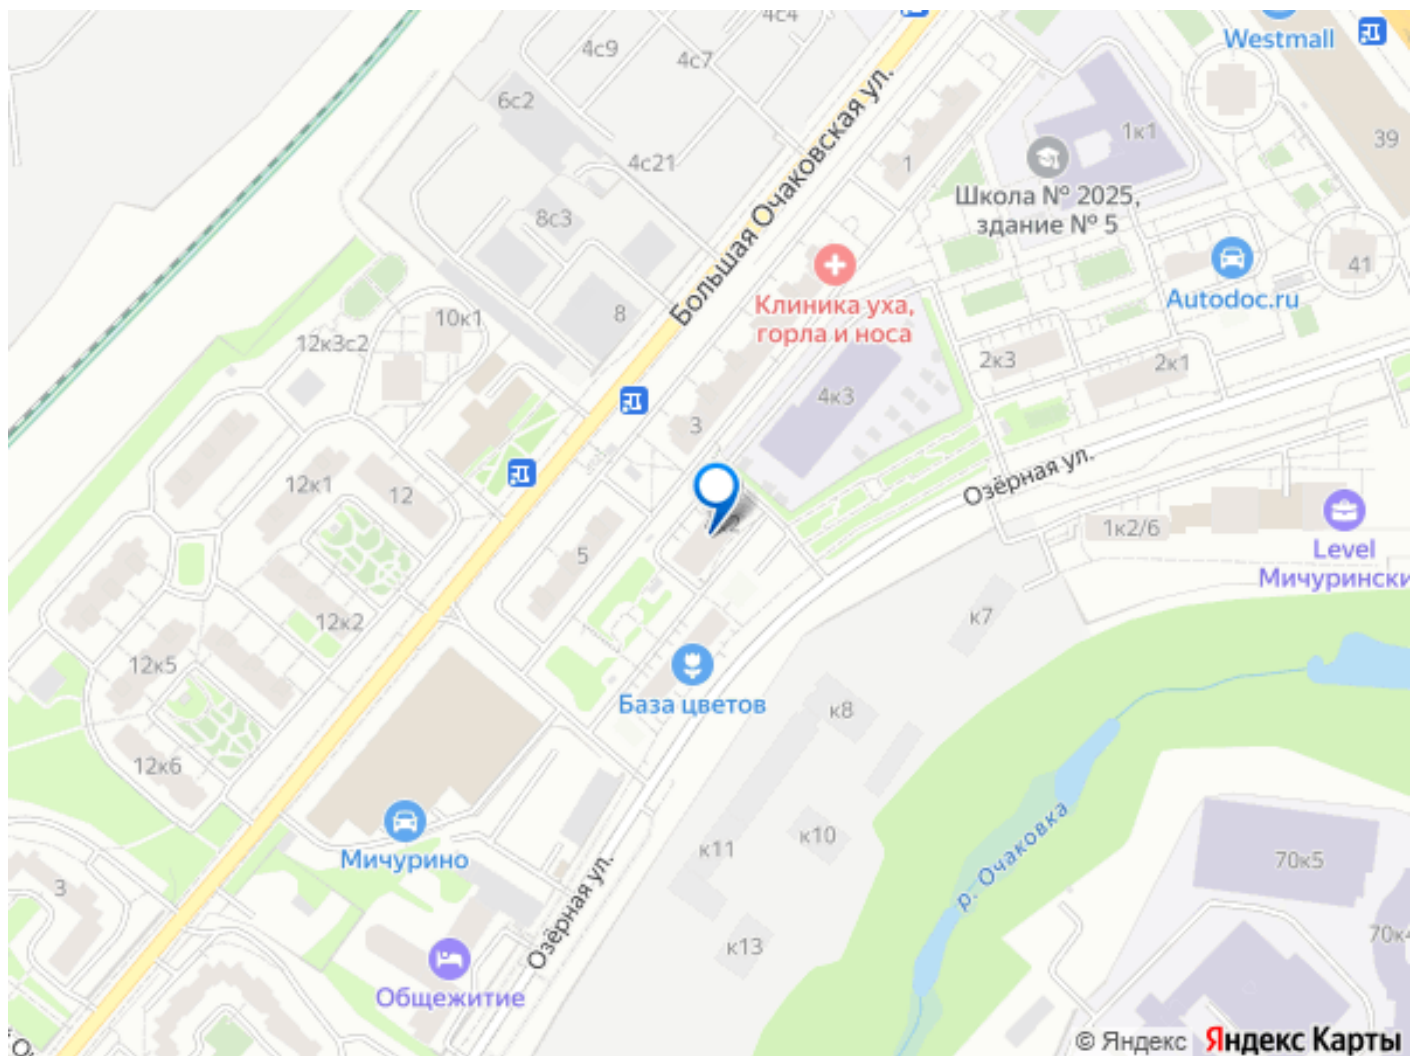 4с4
4с9
4с7
Westmall
6с2
39
1к1
4с21
1
Большая Очаковская ул.
Школа № 2025,
здание № 5
8с3
41
Autodoc.ru
Клиника уха,
горла и носа
8
10к1
12к3с2
2к3
2к1
4к3
3
Озёрная ул.
12к1
12
1к2/6
Level
Мичурински
5
12к2
к7
12к5
База цветов
к8
12к6
р. Очаковка
Мичурино
к10
к11
70к5
3
Озёрная ул.
к13
70к4
Общежитие
© Яндекс Яндекс Карты